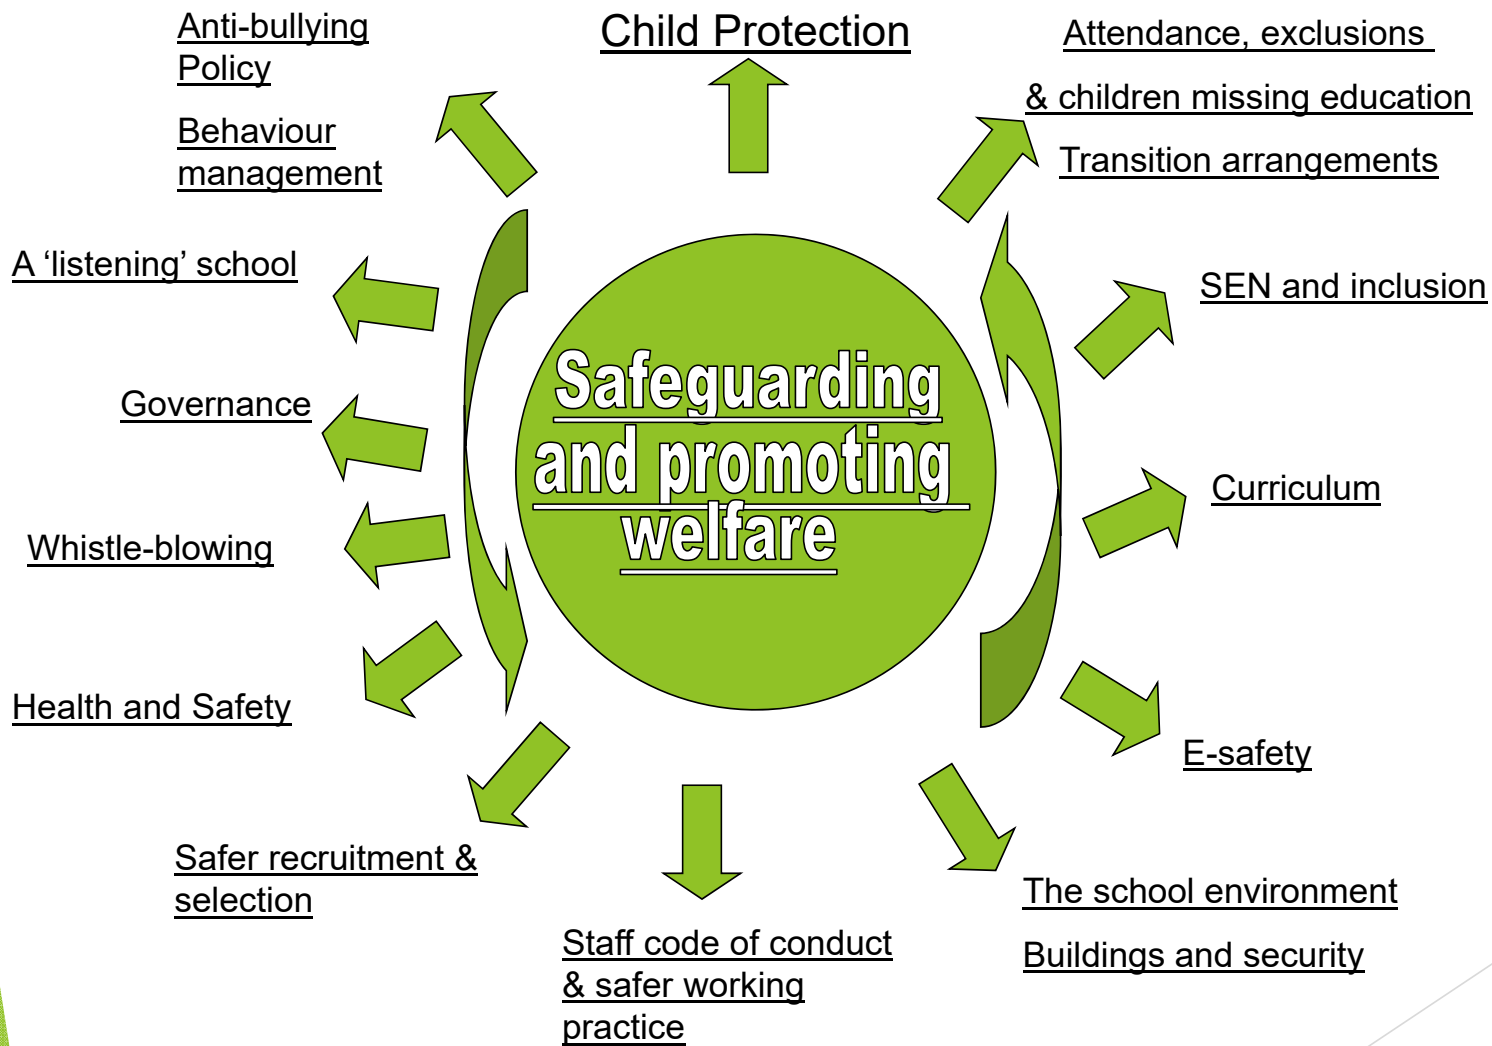 Anti-bullying
Policy
Behaviour
management
Child Protection
Attendance, exclusions
& children missing education
Transition arrangements
A ‘listening’ school
SEN and inclusion
Governance
Safeguarding
and promoting
welfare
Curriculum
Whistle-blowing
Health and Safety
E-safety
Safer recruitment &
selection
Staff code of conduct
& safer working
practice
The school environment
Buildings and security